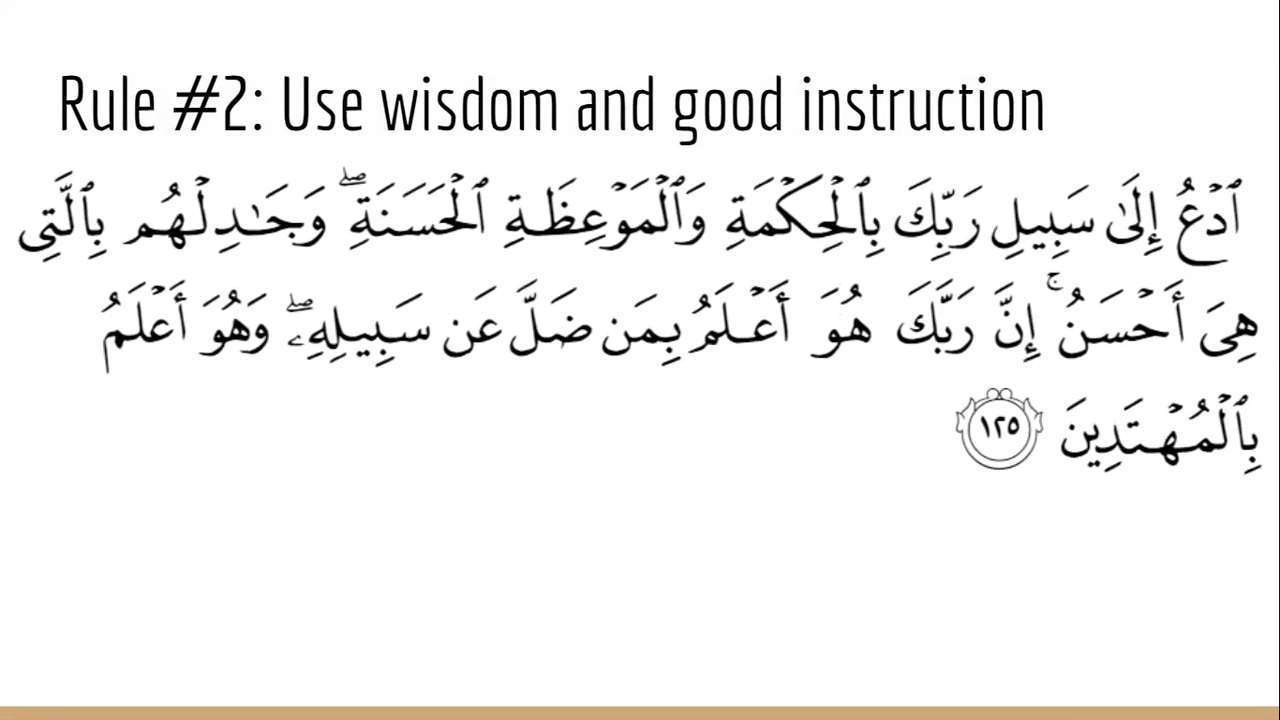 Rule #2: Use wisdom and good instruction
ٱدۡعُ إِلَىٰ سَبِيلِ رَبِّكَ بِٱلۡحِكۡمَةِ وَٱلۡمَوۡعِظَةِ ٱلۡحَسَنَةِۖ وَجَٰدِلۡهُم بِٱلَّتِي
هِيَ أَحۡسَنُۚ إِنَّ رَبَّكَ هُوَ أَعۡلَمُ بِمَن ضَلَّ عَن سَبِيلِهِۦۖ وَهُوَ أَعۡلَمُ
بِٱلۡمُهۡتَدِينَ ١٢٥